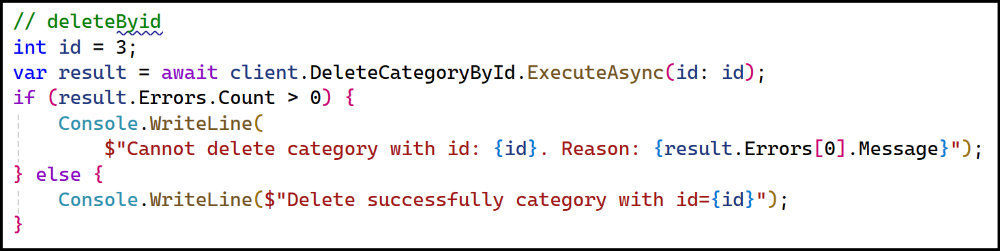 // deleteByid
int id = 3;
var result = await client.DeleteCategoryById.ExecuteAsync(id: id);
if (result.Errors.Count > 0) {
    Console.WriteLine(
        $"Cannot delete category with id: {id}. Reason: {result.Errors[0].Message}");
} else {
    Console.WriteLine($"Delete successfully category with id={id}");
}